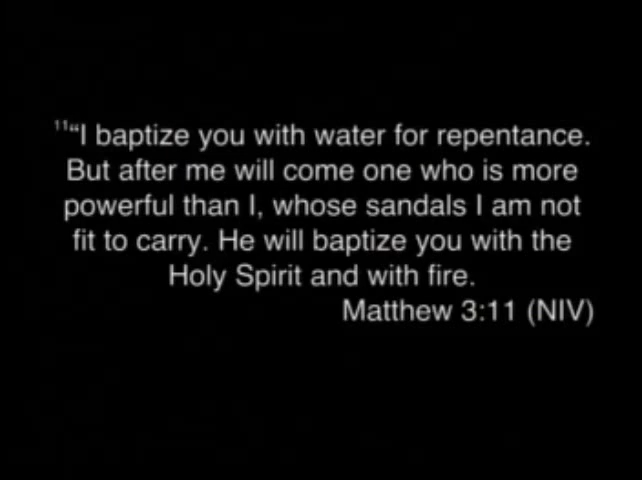 11“I baptize you with water for repentance.
But after me will come one who is more
powerful than I, whose sandals I am not
fit to carry. He will baptize you with the
Holy Spirit and with fire.
Matthew 3:11 (NIV)